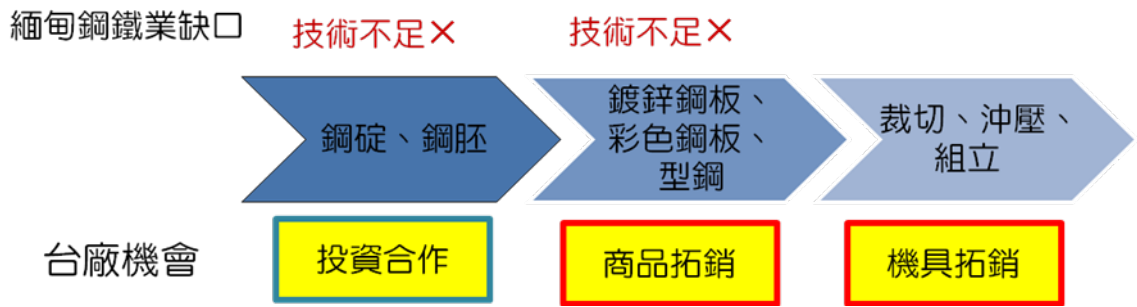 緬甸鋼鐵業缺口
技術不足×
技術不足×
鋼碇、鋼胚
鍍鋅鋼板、
彩色鋼板、
型鋼
裁切、沖壓、
組立
台廠機會
投資合作
商品拓銷
機具拓銷